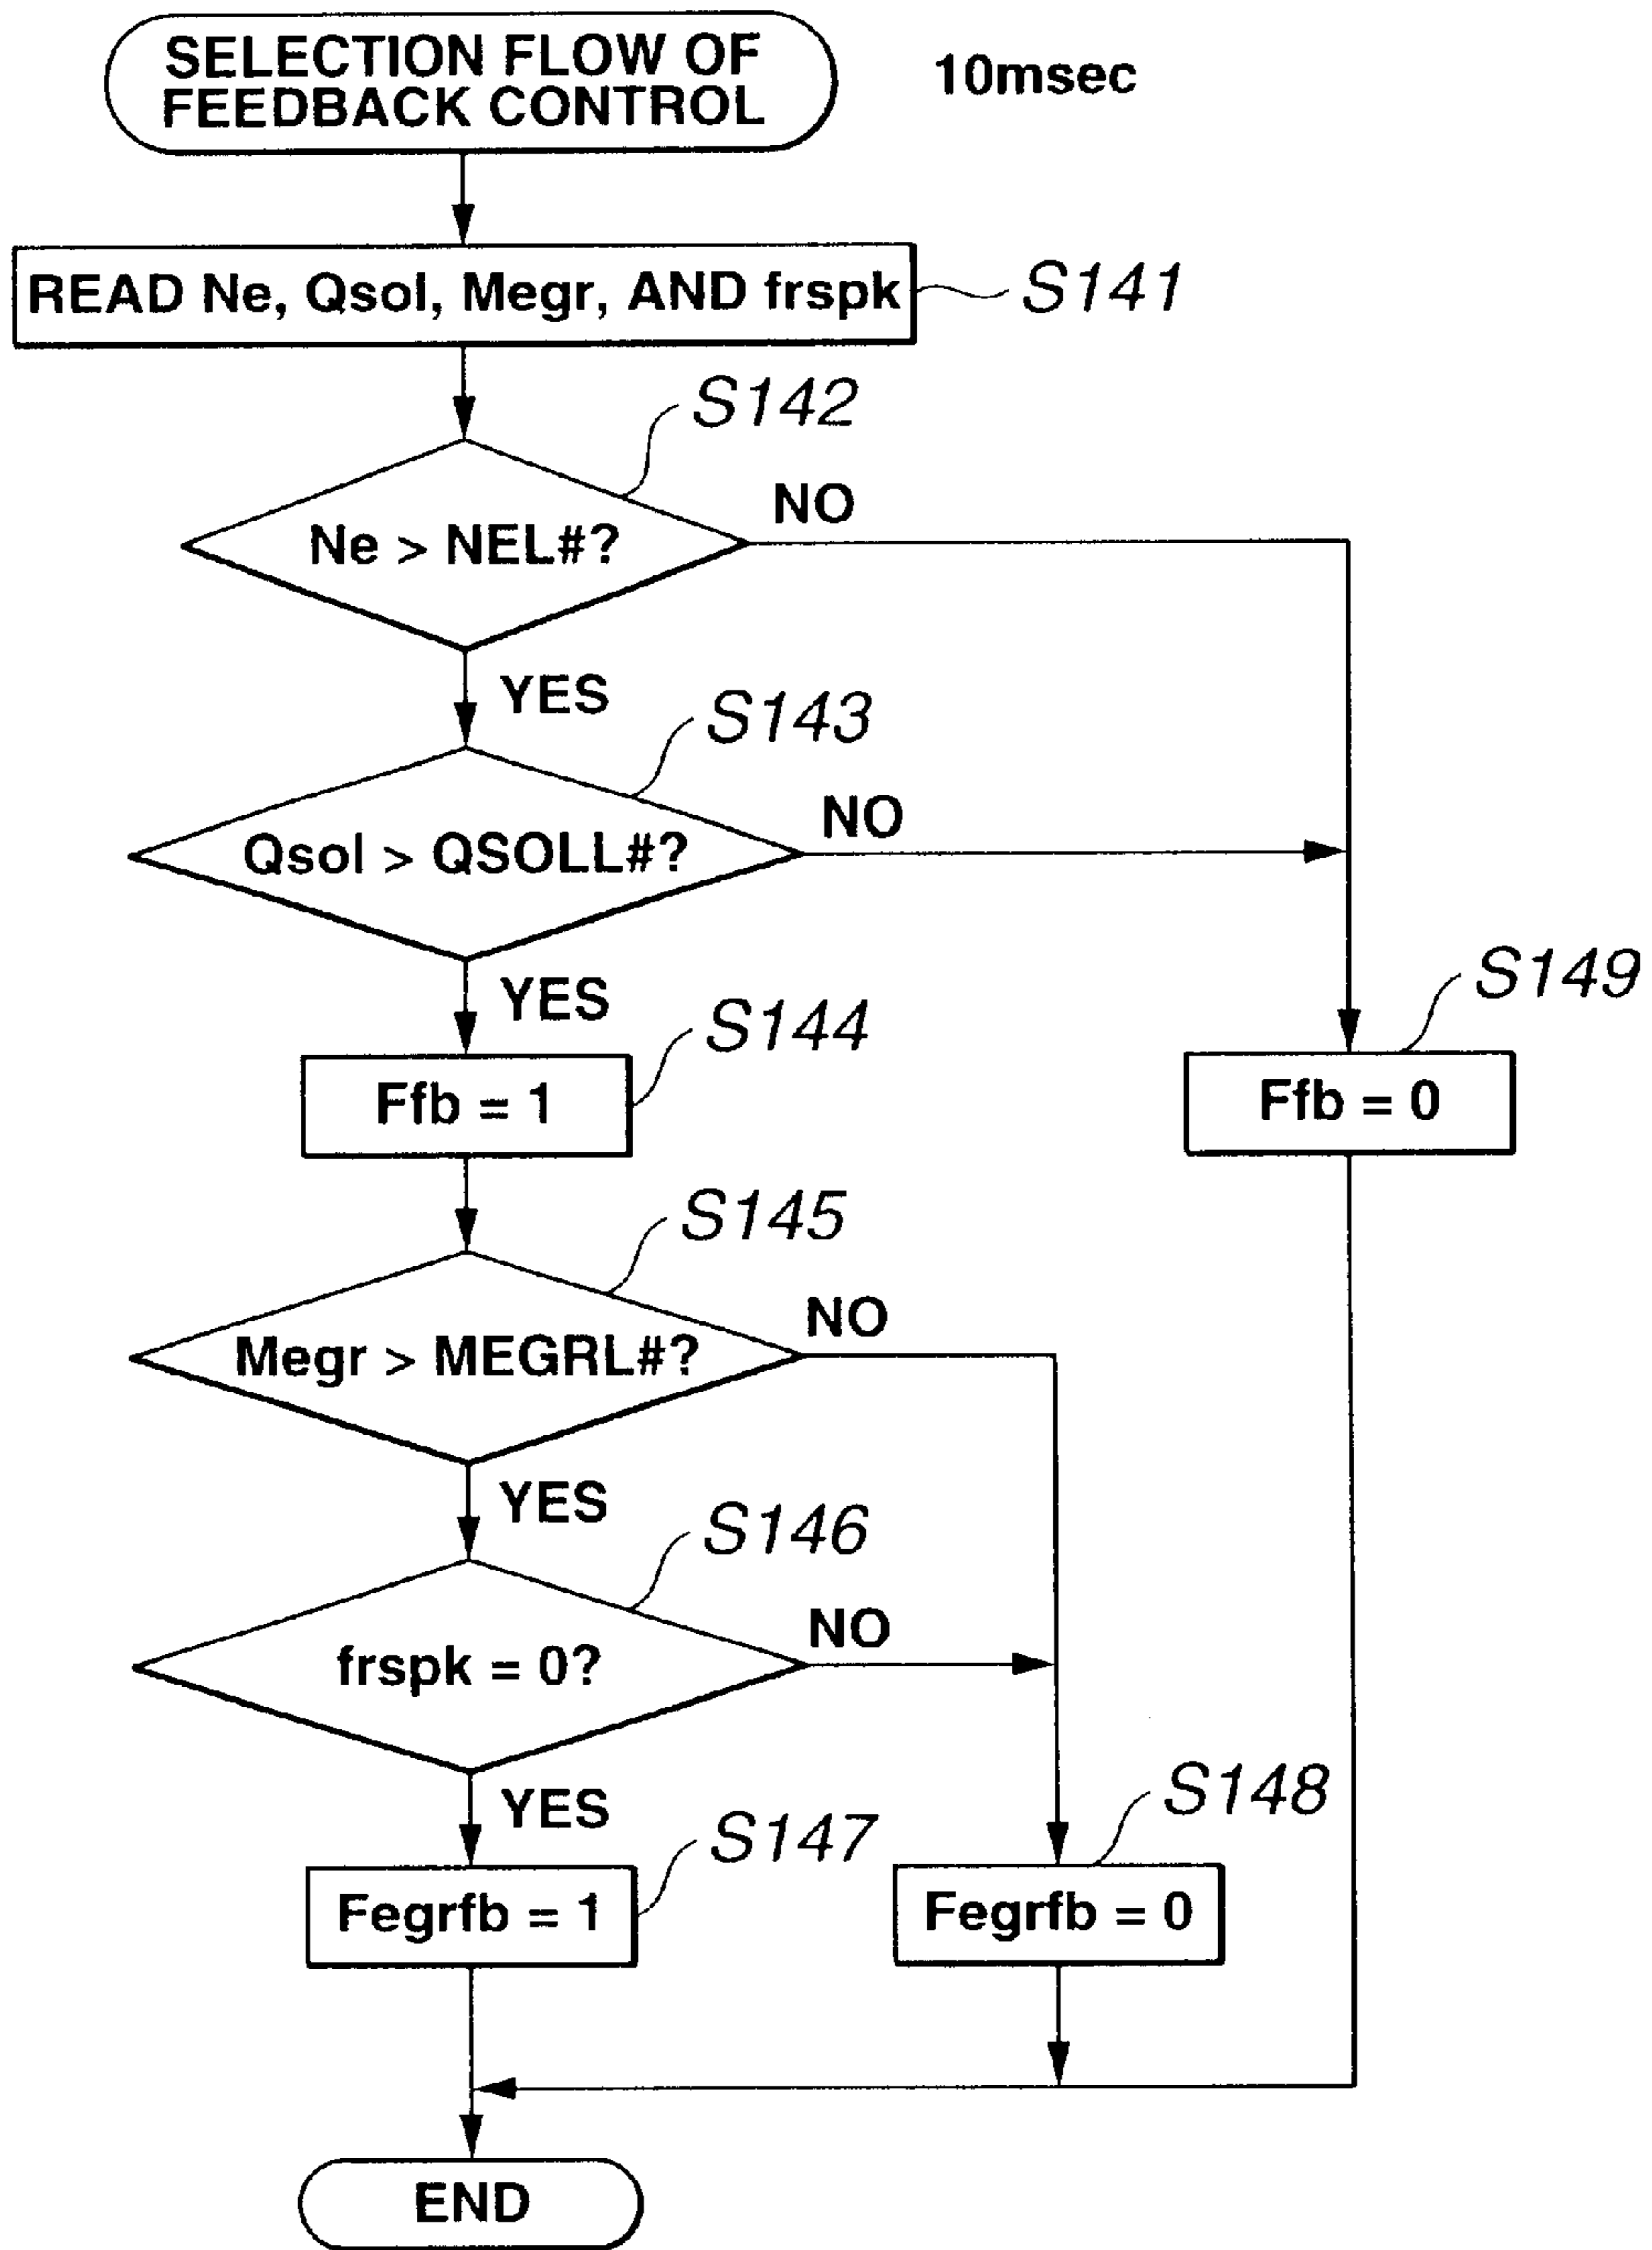 SELECTION FLOW OF
FEEDBACK CONTROL
10msec
READ Ne, Qsol, Megr, AND frspk
S141
S142
Ne > NEL#?
NO
YES
S143
Qsol > QSOLL#?
NO
YES
S144
Ffb = 1
S149
Ffb = 0
S145
Megr > MEGRL#?
NO
YES
S146
frspk = 0?
NO
YES
S147
Fegrfb = 1
S148
Fegrfb = 0
END